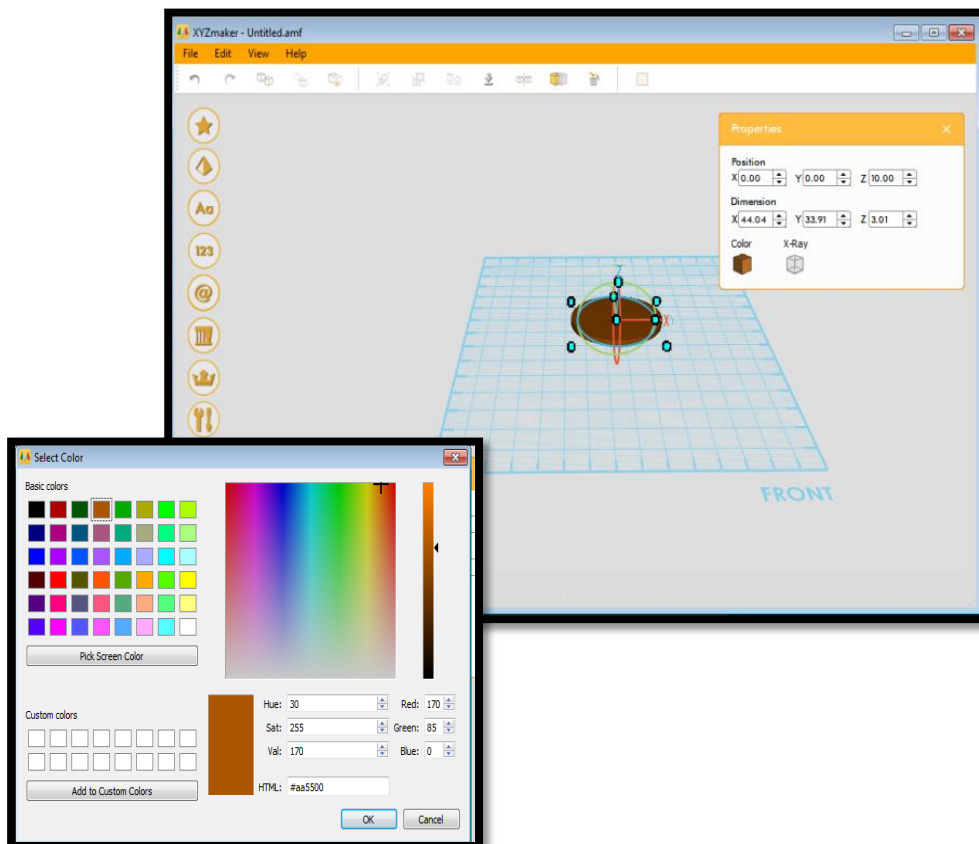 XYZmaker - Untitled.amf
File Edit View Help
Properties X
Position
X 0.00 Y 0.00 Z 10.00
Dimension
X 44.04 Y 33.91 Z 3.01
Color X-Ray
Aa
123
@
Z
X
FRONT
Select Color
Basic colors
Pick Screen Color
Custom colors
Add to Custom Colors
Hue: 30 Red: 170
Sat: 255 Green: 85
Val: 170 Blue: 0
HTML: #aa5500
OK Cancel